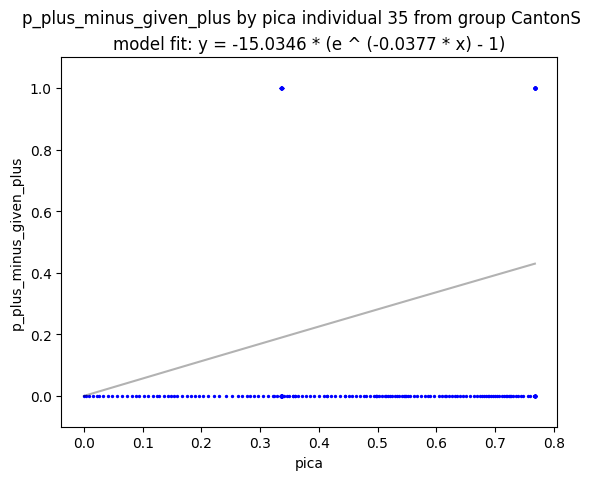 p_plus_minus_given_plus by pica individual 35 from group CantonS
model fit: y = -15.0346 * (e ^ (-0.0377 * x) - 1)
1.0
0.8
0.6
0.4
0.2
0.0
p_plus_minus_given_plus
0.0 0.1 0.2 0.3 0.4 0.5 0.6 0.7 0.8
pica